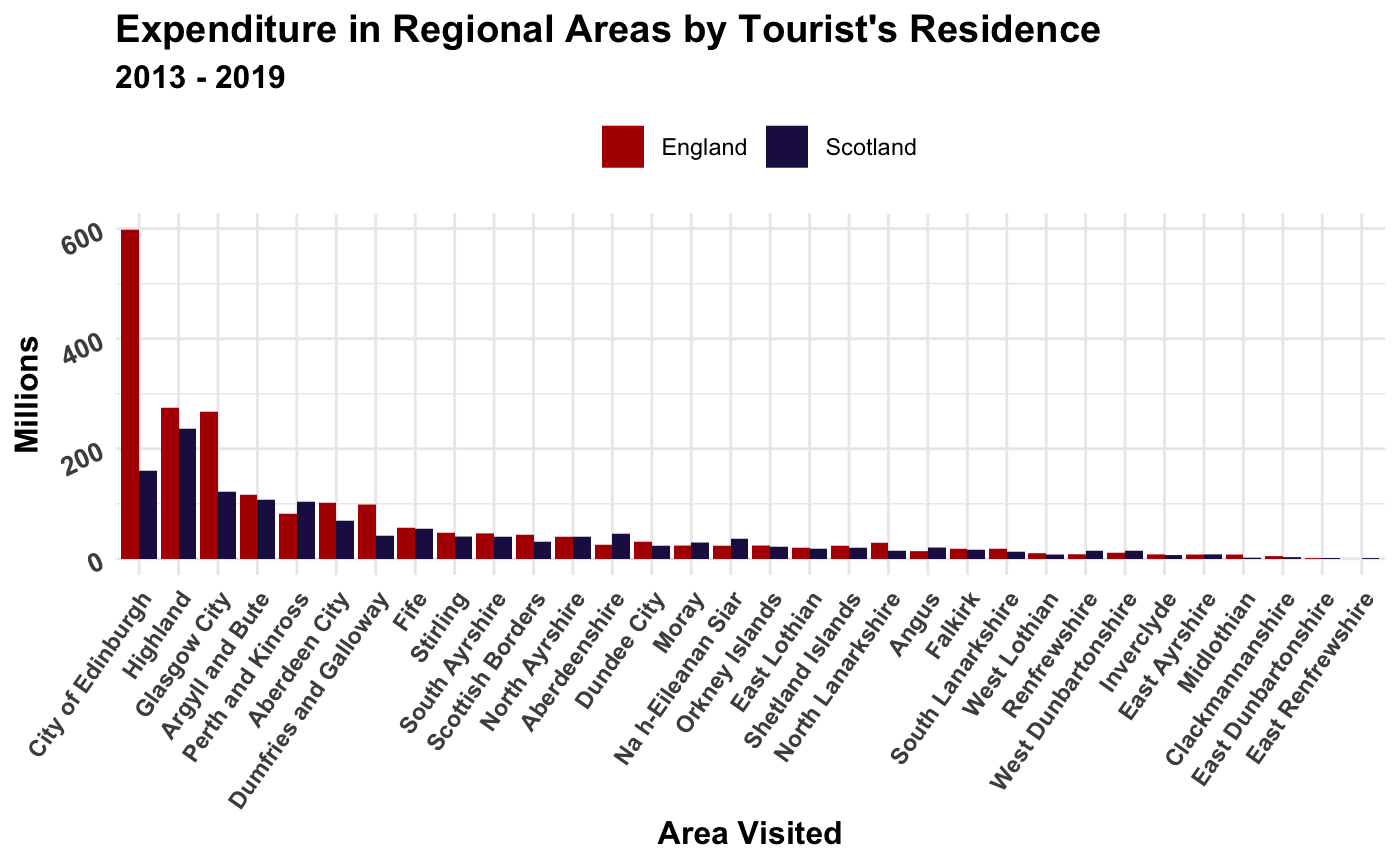 Expenditure in Regional Areas by Tourist's Residence
2013 - 2019
England
Scotland
Millions
600
400
200
0
City of Edinburgh
Highland
Glasgow City
Argyll and Bute
Perth and Kinross
Aberdeen City
Dumfries and Galloway
Fife
Stirling
South Ayrshire
Scottish Borders
North Ayrshire
Aberdeenshire
Dundee City
Moray
Na h-Eileanan Siar
Orkney Islands
East Lothian
Shetland Islands
North Lanarkshire
Angus
Falkirk
South Lanarkshire
West Lothian
Renfrewshire
West Dunbartonshire
Inverclyde
East Ayrshire
Midlothian
Clackmannanshire
East Dunbartonshire
East Renfrewshire
Area Visited